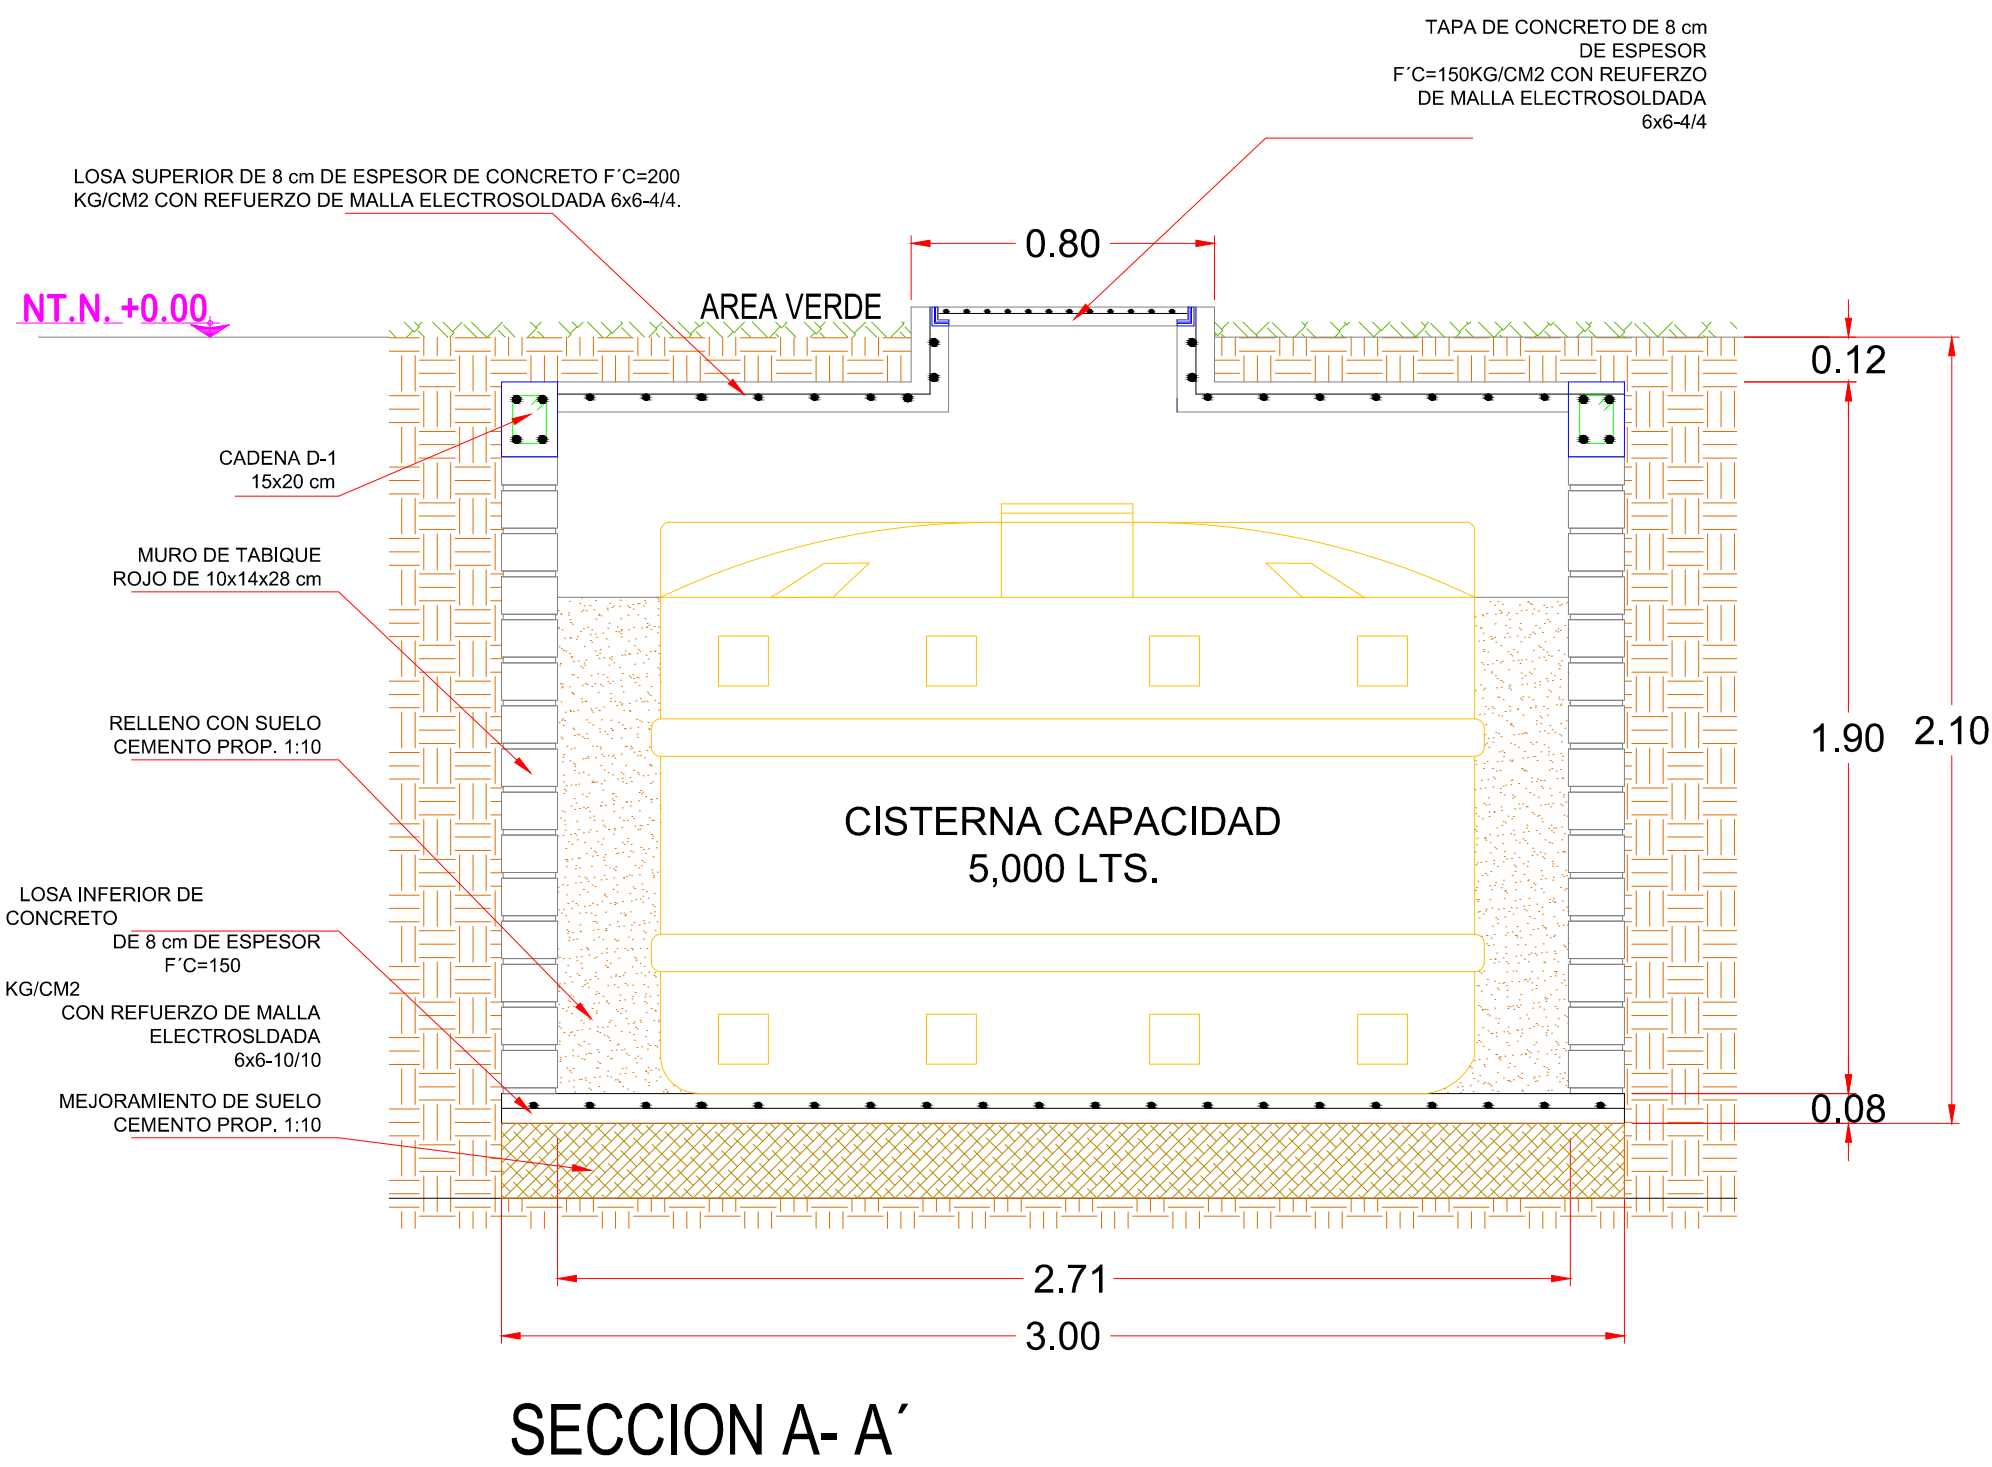 TAPA DE CONCRETO DE 8 cm
DE ESPESOR
F´C=150KG/CM2 CON REUFERZO
DE MALLA ELECTROSOLDADA
6x6-4/4
LOSA SUPERIOR DE 8 cm DE ESPESOR DE CONCRETO F´C=200
KG/CM2 CON REFUERZO DE MALLA ELECTROSOLDADA 6x6-4/4.
0.80
NT.N. +0.00
AREA VERDE
0.12
CADENA D-1
15x20 cm
MURO DE TABIQUE
ROJO DE 10x14x28 cm
RELLENO CON SUELO
CEMENTO PROP. 1:10
1.90
2.10
CISTERNA CAPACIDAD
5,000 LTS.
LOSA INFERIOR DE
CONCRETO
DE 8 cm DE ESPESOR
F´C=150
KG/CM2
CON REFUERZO DE MALLA
ELECTROSLDADA
6x6-10/10
MEJORAMIENTO DE SUELO
CEMENTO PROP. 1:10
0.08
2.71
3.00
SECCION A- A´